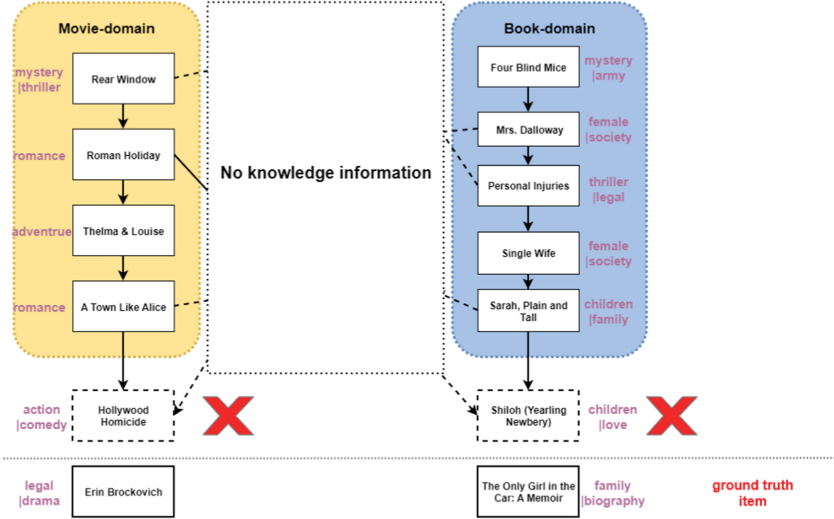 Movie-domain
mystery
|thriller
Rear Window
romance
Roman Holiday
adventrue
Thelma & Louise
romance
A Town Like Alice
action
|comedy
Hollywood
Homicide
legal
|drama
Erin Brockovich
No knowledge information
Book-domain
Four Blind Mice
mystery
|army
Mrs. Dalloway
female
|society
Personal Injuries
thriller
|legal
Single Wife
female
|society
Sarah, Plain and
Tall
children
|family
Shiloh (Yearling
Newbery)
children
|love
The Only Girl in the
Car: A Memoir
family
|biography
ground truth
item